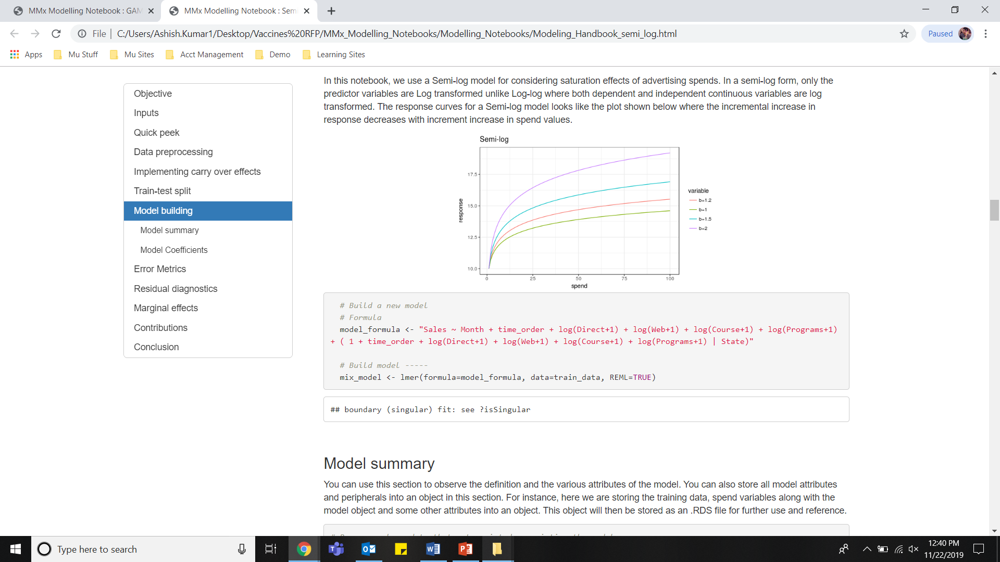 MMx Modelling Notebook : GAM
MMx Modelling Notebook : Sem
File
C:/Users/Ashish.Kumar1/Desktop/Vaccines%20RFP/MMx_Modelling_Notebooks/Modelling_Notebooks/Modeling_Handbook_semi_log.html
Paused
Apps
Mu Stuff
Mu Sites
Acct Management
Demo
Learning Sites
Objective
Inputs
Quick peek
Data preprocessing
Implementing carry over effects
Train-test split
Model building
Model summary
Model Coefficients
Error Metrics
Residual diagnostics
Marginal effects
Contributions
Conclusion
In this notebook, we use a Semi-log model for considering saturation effects of advertising spends. In a semi-log form, only the
predictor variables are Log transformed unlike Log-log where both dependent and independent continuous variables are log
transformed. The response curves for a Semi-log model looks like the plot shown below where the incremental increase in
response decreases with increment increase in spend values.
Semi-log
17.5
15.0
12.5
10.0
response
0 25 50 75 100
spend
variable
b=1.2
b=1
b=1.5
b=2
# Build a new model
# Formula
model_formula <- "Sales ~ Month + time_order + log(Direct+1) + log(Web+1) + log(Course+1) + log(Programs+1)
+ ( 1 + time_order + log(Direct+1) + log(Web+1) + log(Course+1) + log(Programs+1) | State)"
# Build model -----
mix_model <- lmer(formula=model_formula, data=train_data, REML=TRUE)
## boundary (singular) fit: see ?isSingular
Model summary
You can use this section to observe the definition and the various attributes of the model. You can also store all model attributes
and peripherals into an object in this section. For instance, here we are storing the training data, spend variables along with the
model object and some other attributes into an object. This object will then be stored as an .RDS file for further use and reference.
Type here to search
12:40 PM
11/22/2019